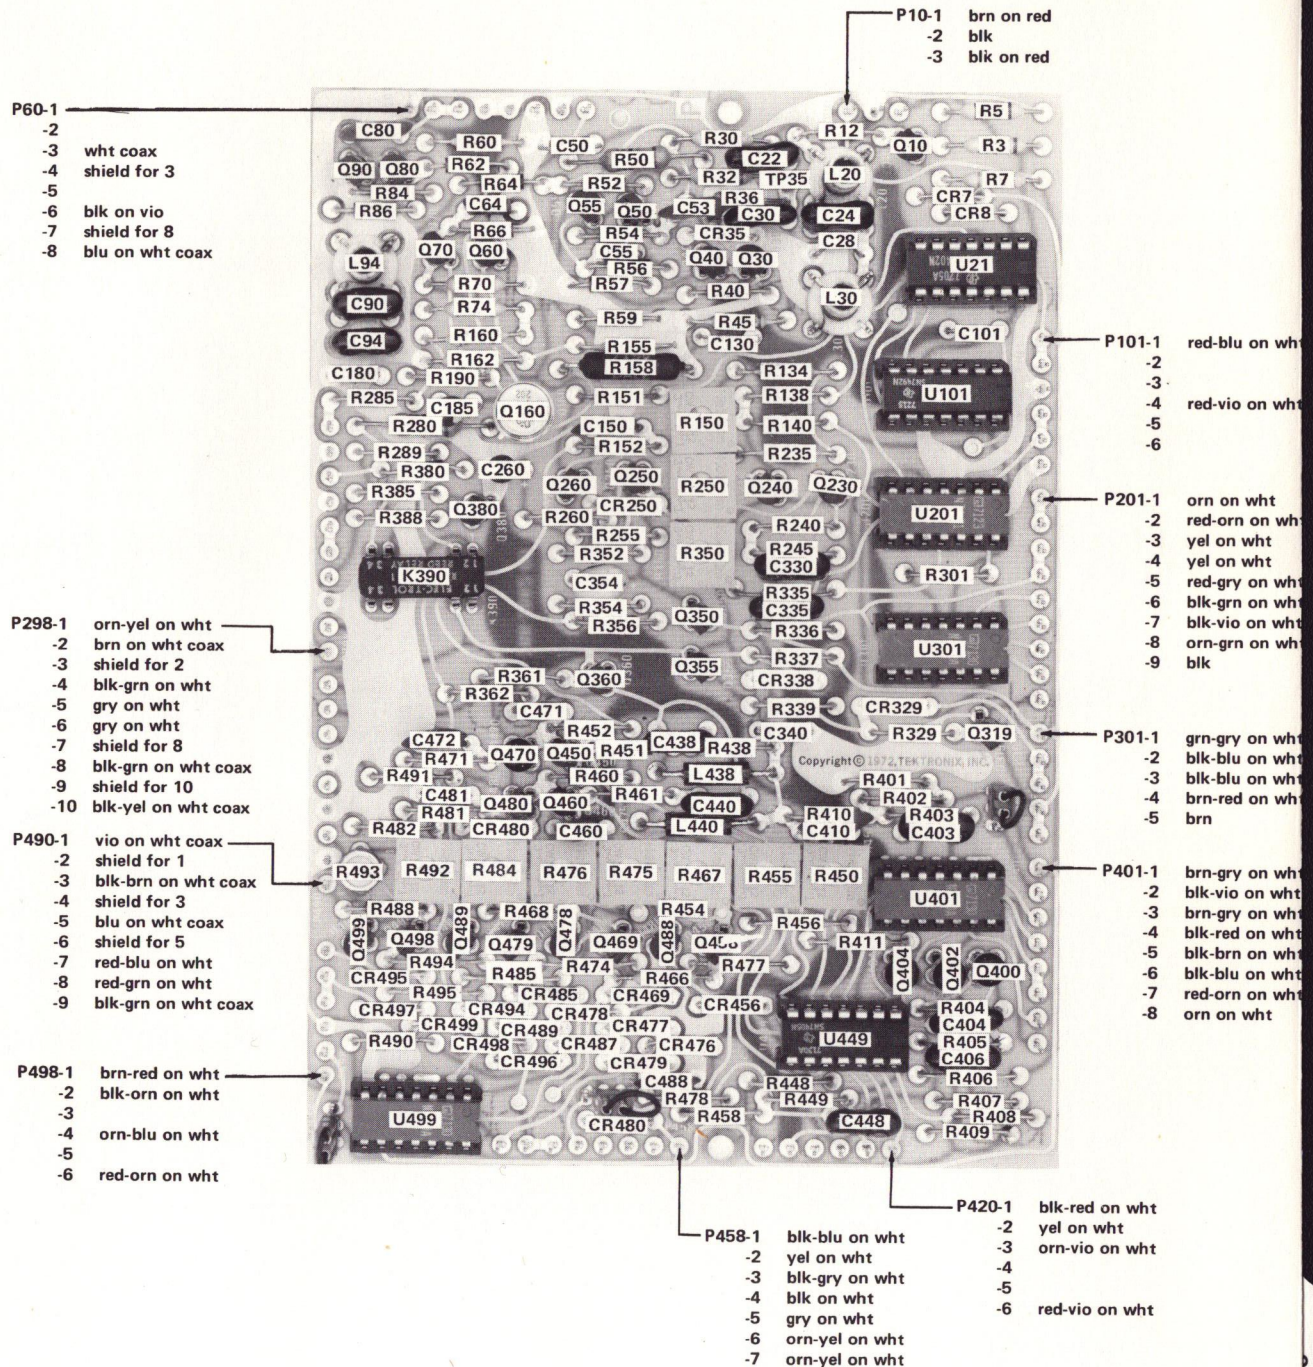 P10-1 brn on red
-2 blk
-3 blk on red
P60-1
-2
-3 wht coax
-4 shield for 3
-5
-6 blk on vio
-7 shield for 8
-8 blu on wht coax
P298-1 orn-yel on wht
-2 brn on wht coax
-3 shield for 2
-4 blk-grn on wht
-5 gry on wht
-6 gry on wht
-7 shield for 8
-8 blk-grn on wht coax
-9 shield for 10
-10 blk-yel on wht coax
P490-1 vio on wht coax
-2 shield for 1
-3 blk-brn on wht coax
-4 shield for 3
-5 blu on wht coax
-6 shield for 5
-7 red-blu on wht
-8 red-grn on wht
-9 blk-grn on wht coax
P498-1 brn-red on wht
-2 blk-orn on wht
-3
-4 orn-blu on wht
-5
-6 red-orn on wht
C80 R60 C50 R30 R12 R5
Q90 Q80 R62 R50 C22 Q10 R3
R84 R64 R52 R32 TP35 L20 R7
R86 C64 Q55 Q50 C53 R36 C30 C24 CR7 CR8
R66 R54 CR35 C28
L94 Q70 Q60 C55 R56 Q40 Q30 U21
C90 R70 R57 R40 L30
C94 R74 R59 R45 C101
R160 R155 C130
C180 R162 R190 R158 R134
R285 C185 Q160 R151 R150 R138 U101 SN7492N
R280 C150 R140
R289 R152 R235
R380 C260 Q260 Q250 R250 Q240 Q230
R385 Q380 CR250 U201
R388 R260 R255 R240
K390 ELEC-TROL REED RELAY R352 R350 R245 C330
C354 R301
R354 R335 C335
R356 Q350 R336 U301
R361 Q360 Q355 R337
R362 CR338
C471 R339 CR329
C472 R452 C438 R438 C340 R329 Q319
R471 Q470 Q450 R451
Copyright © 1972, TEKTRONIX, INC.
R491 R460 L438 R401
C481 Q480 Q460 R461 C440 R402
R481 R410 R403
R482 CR480 C460 L440 C410 C403
R493 R492 R484 R476 R475 R467 R455 R450 U401
R488 R468 R454 R456
Q499 Q498 Q489 Q479 Q478 Q469 Q488 R411 Q404 Q402 Q400
R494 R485 R474 R466 R477
CR495 R495 CR485 CR469 CR456
CR497 CR494 CR478 R404
CR499 CR489 CR477 U449 SN7405N C404
R490 CR498 CR487 CR476 R405
CR496 CR479 C406
C488 R448 R406
U499 R478 R449 R407
CR480 R458 C448 R408
R409
P101-1 red-blu on wht
-2
-3
-4 red-vio on wht
-5
-6
P201-1 orn on wht
-2 red-orn on wht
-3 yel on wht
-4 yel on wht
-5 red-gry on wht
-6 blk-grn on wht
-7 blk-vio on wht
-8 orn-grn on wht
-9 blk
P301-1 grn-gry on wht
-2 blk-blu on wht
-3 blk-blu on wht
-4 brn-red on wht
-5 brn
P401-1 brn-gry on wht
-2 blk-vio on wht
-3 brn-gry on wht
-4 blk-red on wht
-5 blk-brn on wht
-6 blk-blu on wht
-7 red-orn on wht
-8 orn on wht
P458-1 blk-blu on wht
-2 yel on wht
-3 blk-gry on wht
-4 blk on wht
-5 gry on wht
-6 orn-yel on wht
-7 orn-yel on wht
P420-1 blk-red on wht
-2 yel on wht
-3 orn-vio on wht
-4
-5
-6 red-vio on wht